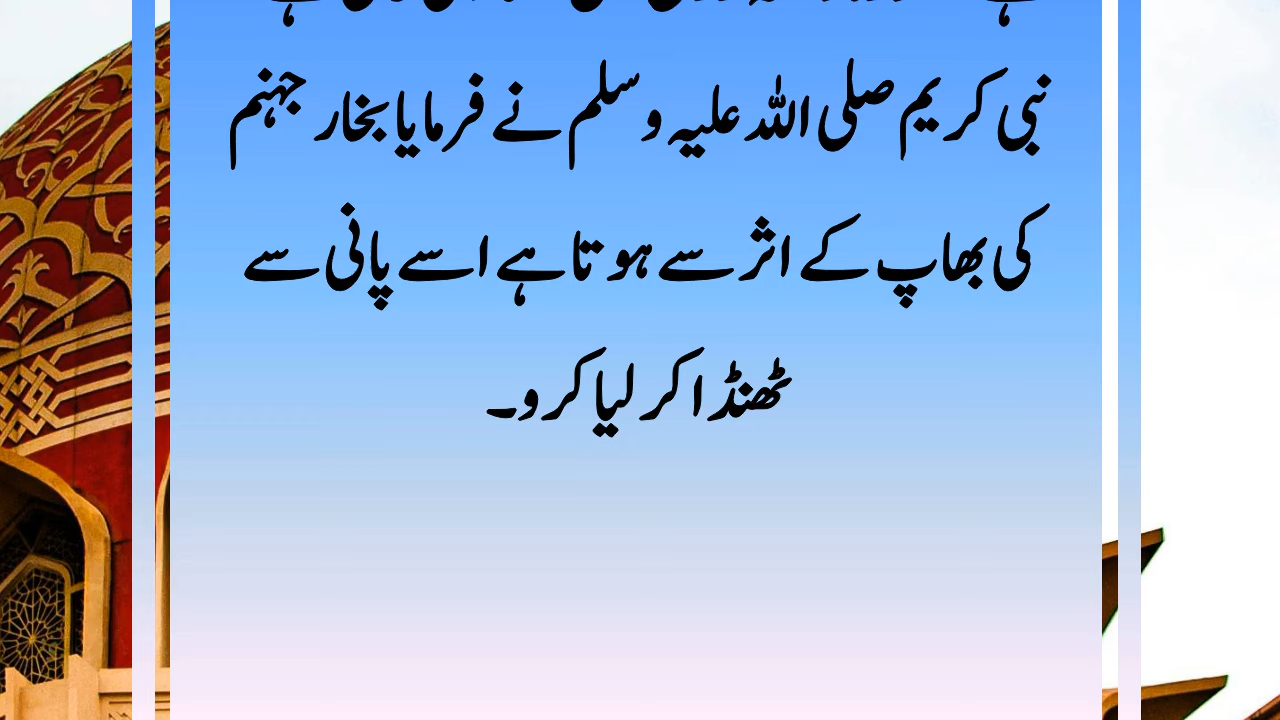 نبی کریم صلی اللہ علیہ وسلم نے فرمایا بخار جہنم
کی بھاپ کے اثر سے ہوتا ہے اسے پانی سے
ٹھنڈا کر لیا کرو۔